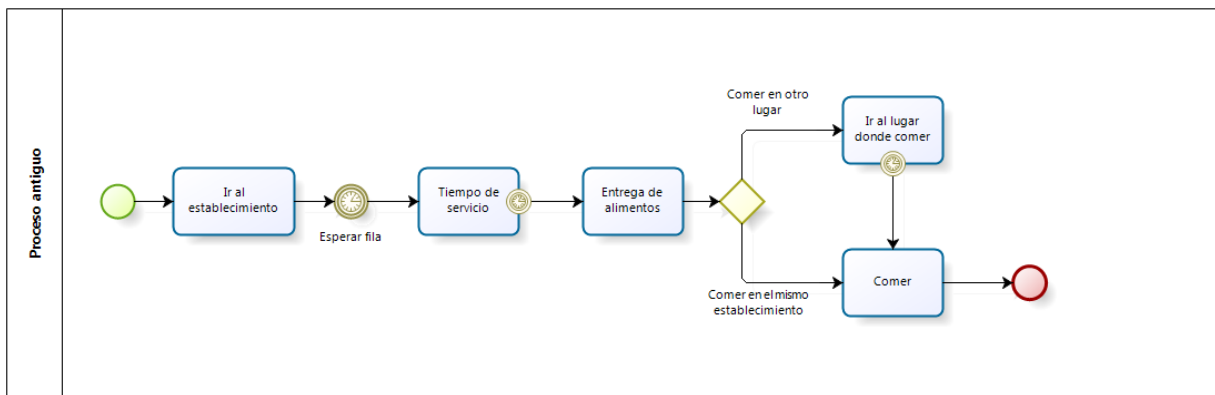 Proceso antiguo
Ir al
establecimiento
Esperar fila
Tiempo de
servicio
Entrega de
alimentos
Comer en otro
lugar
Ir al lugar
donde comer
Comer en el mismo
establecimiento
Comer